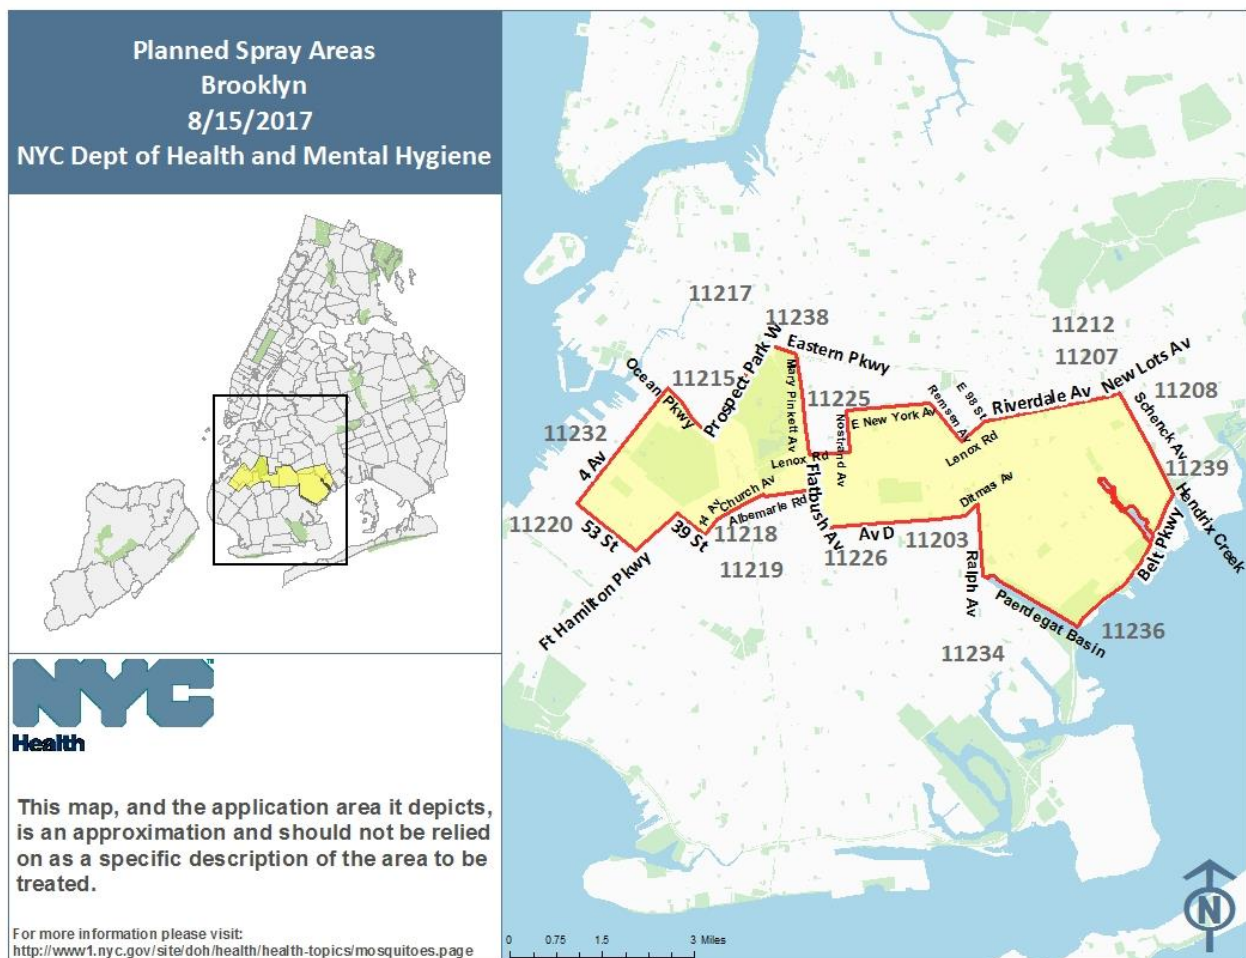 Planned Spray Areas
Brooklyn
8/15/2017
NYC Dept of Health and Mental Hygiene
11217
11238
11212
11207
New Lots Av
Eastern Pkwy
Prospect Park W
Ocean Pkwy
11215
Mary Pinkett Av
11225
Remsen Av
E 98 St
Riverdale Av
11208
Schenck Av
Nostrand Av
E New York Av
11232
4 Av
Lenox Rd
Lenox Rd
11239
Hendrix Creek
14 Av
Church Av
Ditmas Av
Albemarle Rd
Flatbush Av
11220
53 St
39 St
11218
Av D
11203
Belt Pkwy
11219
11226
Ralph Av
Ft Hamilton Pkwy
Paerdegat Basin
11236
11234
NYC
Health
This map, and the application area it depicts,
is an approximation and should not be relied
on as a specific description of the area to be
treated.
For more information please visit:
http://www1.nyc.gov/site/doh/health/health-topics/mosquitoes.page
0 0.75 1.5 3 Miles
N